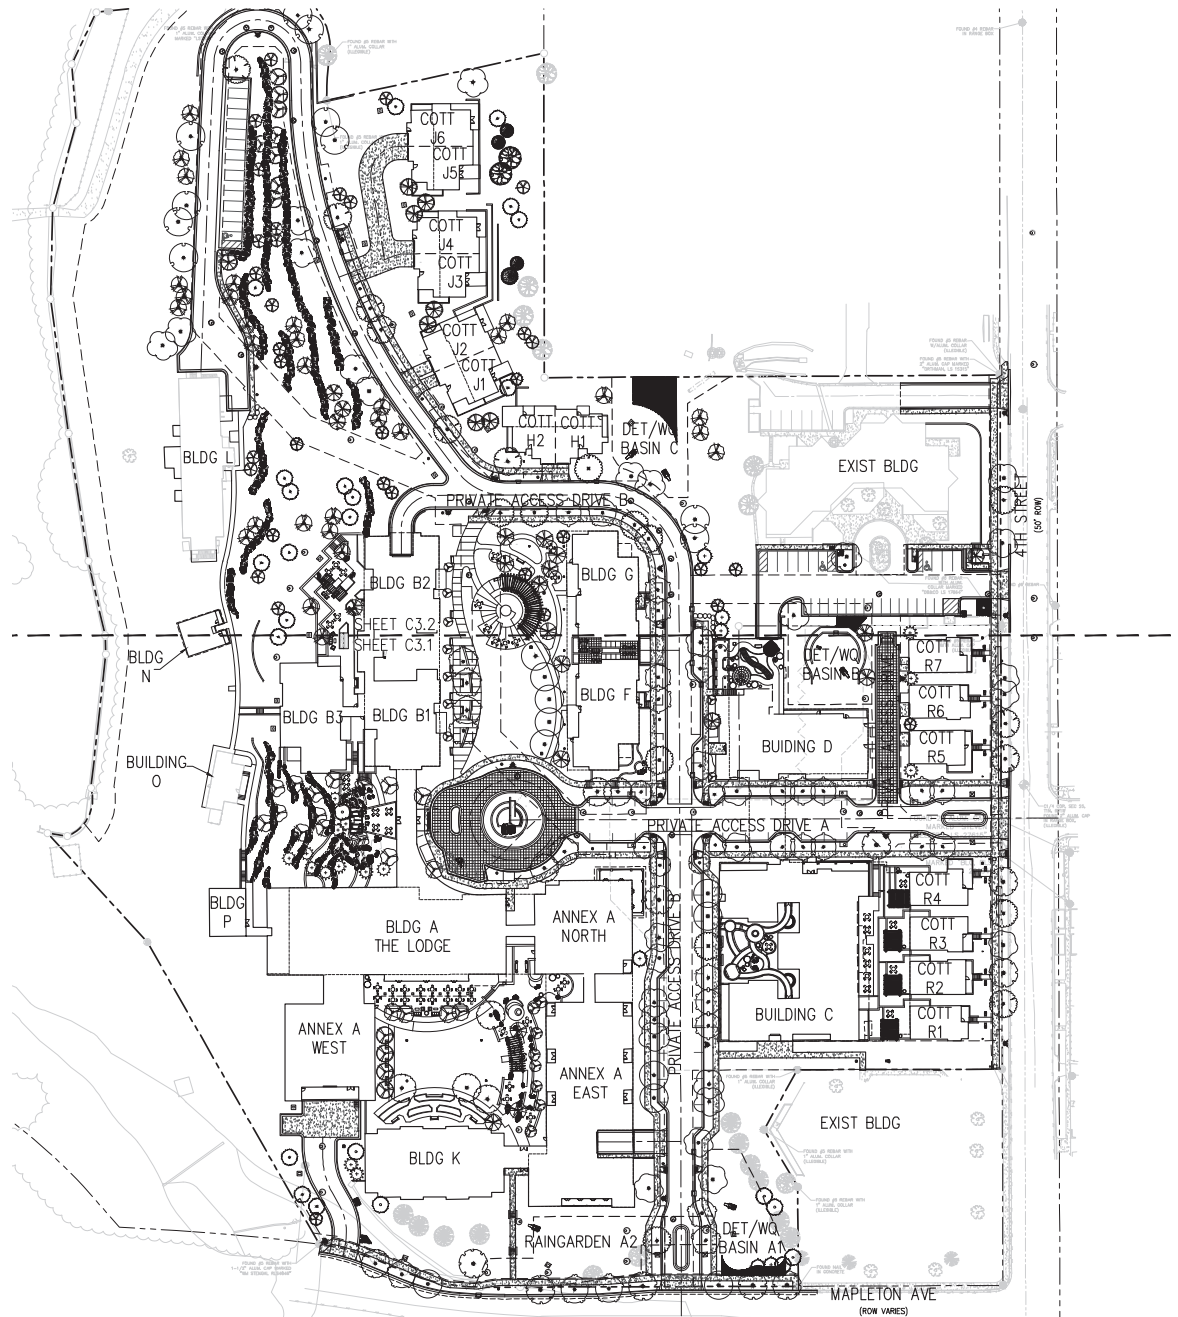 COTT
J6
COTT
J5
COTT
J4
COTT
J3
COTT
J2
COTT
J1
COTT
H2
COTT
H1
DET/WQ
BASIN C
BLDG L
EXIST BLDG
4TH STREET
(50' ROW)
PRIVATE ACCESS DRIVE B
BLDG B2
BLDG G
SHEET C3.2
SHEET C3.1
BLDG
N
DET/WQ
BASIN B
COTT
R7
COTT
R6
COTT
R5
BLDG F
BLDG B3
BLDG B1
BUIDING D
BUILDING
O
PRIVATE ACCESS DRIVE A
BLDG
P
BLDG A
THE LODGE
ANNEX A
NORTH
COTT
R4
COTT
R3
COTT
R2
COTT
R1
BUILDING C
PRIVATE ACCESS DRIVE B
ANNEX A
WEST
ANNEX A
EAST
EXIST BLDG
BLDG K
RAINGARDEN A2
DET/WQ
BASIN A1
MAPLETON AVE
(ROW VARIES)